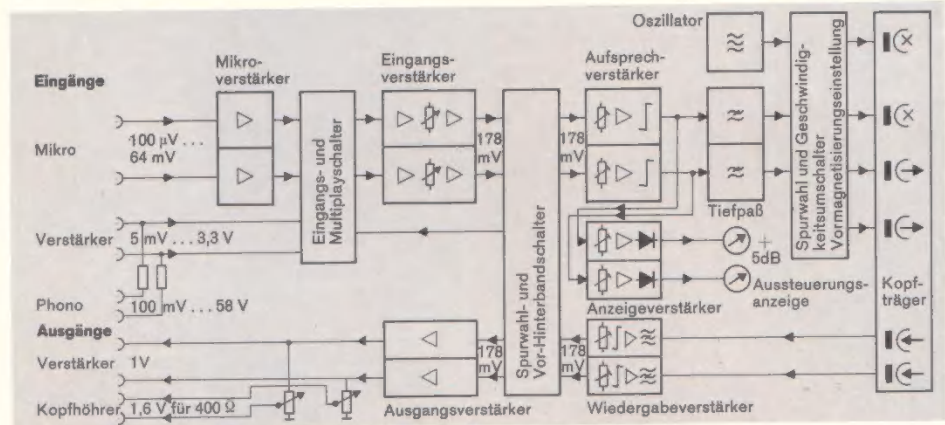 Oszillator
Eingänge
Mikro-
verstärker
Eingangs-
verstärker
Aufsprech-
verstärker
Mikro
100 µV ...
64 mV
Eingangs- und
Multiplayschalter
178
mV
Spurwahl- und
Vor-Hinterbandschalter
178
mV
Tiefpaß
Spurwahl und Geschwindig-
keitsumschalter
Vormagnetisierungseinstellung
Verstärker
5 mV ... 3,3 V
+
5dB
Phono
100 mV ... 58 V
Anzeigeverstärker
Aussteuerungs-
anzeige
Kopf-
träger
Ausgänge
Verstärker 1V
178
mV
178
mV
Kopfhöhrer 1,6 V für 400 Ω
Ausgangsverstärker
Wiedergabeverstärker